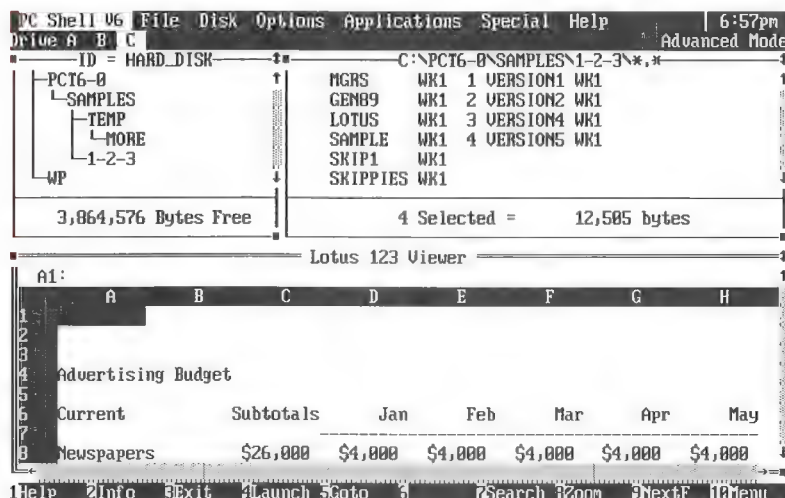 PC Shell V6 File Disk Options Applications Special Help 6:57pm
Drive A B C Advanced Mode
ID = HARD_DISK
PCT6-0
SAMPLES
TEMP
MORE
1-2-3
WP
3,864,576 Bytes Free
C:\PCT6-0\SAMPLES\1-2-3\*.*
MGRS WK1 1 VERSION1 WK1
GEN89 WK1 2 VERSION2 WK1
LOTUS WK1 3 VERSION4 WK1
SAMPLE WK1 4 VERSION5 WK1
SKIP1 WK1
SKIPPIES WK1
4 Selected = 12,505 bytes
Lotus 123 Viewer
A1:
A B C D E F G H
1
2
3
4 Advertising Budget
5
6 Current Subtotals Jan Feb Mar Apr May
7
8 Newspapers $26,000 $4,000 $4,000 $4,000 $4,000 $4,000
1Help 2Info 3Exit 4Launch 5Goto 6 7Search 8Zoom 9NextF 10Menu